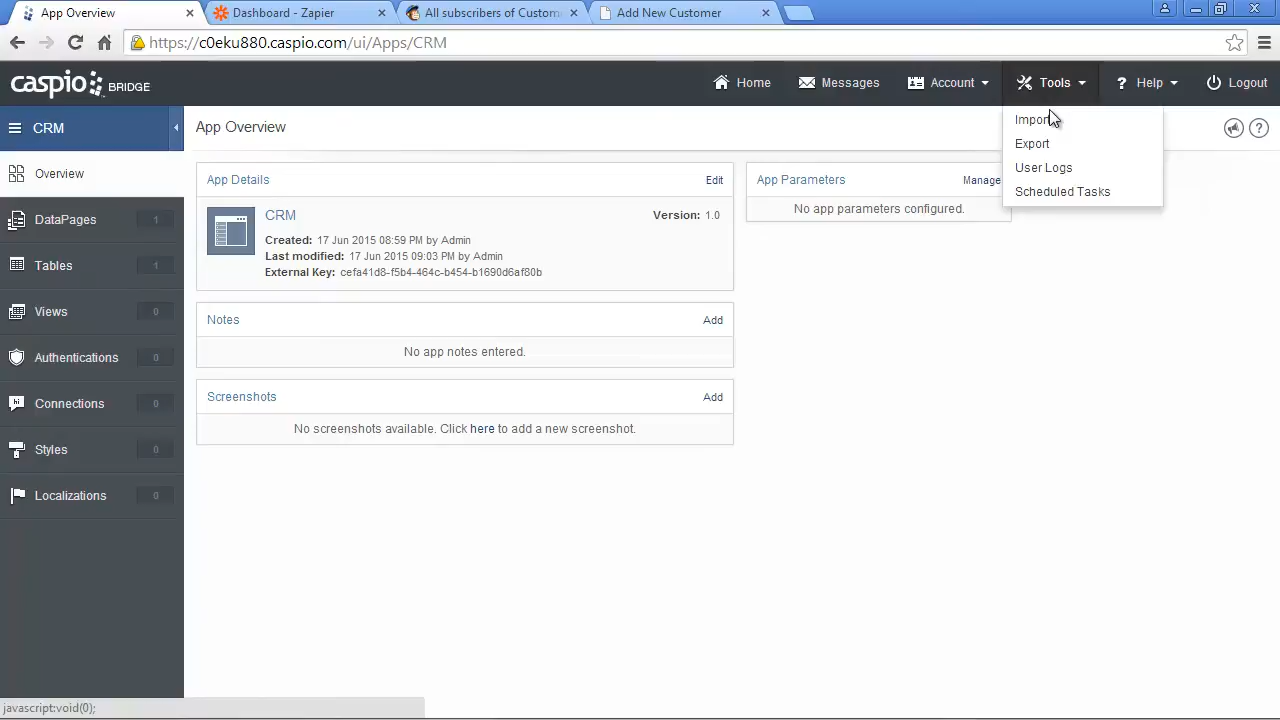 App Overview
Dashboard - Zapier
All subscribers of Custom
Add New Customer
https://c0eku880.caspio.com/ui/Apps/CRM
caspio BRIDGE
Home
Messages
Account
Tools
? Help
Logout
CRM
App Overview
Import
Export
User Logs
Scheduled Tasks
?
Overview
DataPages 1
Tables 1
Views 0
Authentications 0
Connections 0
Styles 0
Localizations 0
App Details Edit
CRM Version: 1.0
Created: 17 Jun 2015 08:59 PM by Admin
Last modified: 17 Jun 2015 09:03 PM by Admin
External Key: cefa41d8-f5b4-464c-b454-b1690d6af80b
App Parameters Manage
No app parameters configured.
Notes Add
No app notes entered.
Screenshots Add
No screenshots available. Click here to add a new screenshot.
javascript:void(0);